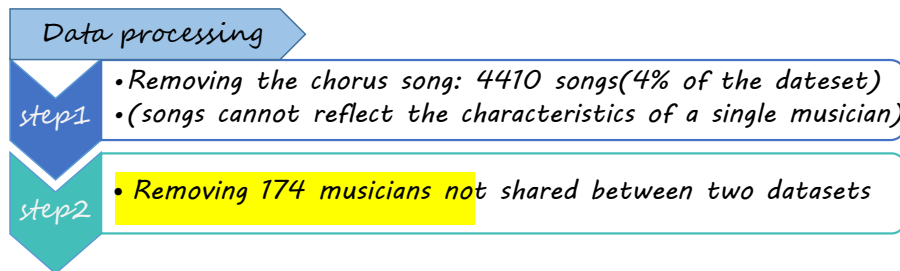 Data processing
step1
• Removing the chorus song: 4410 songs(4% of the dateset)
• (songs cannot reflect the characteristics of a single musician)
step2
• Removing 174 musicians not shared between two datasets